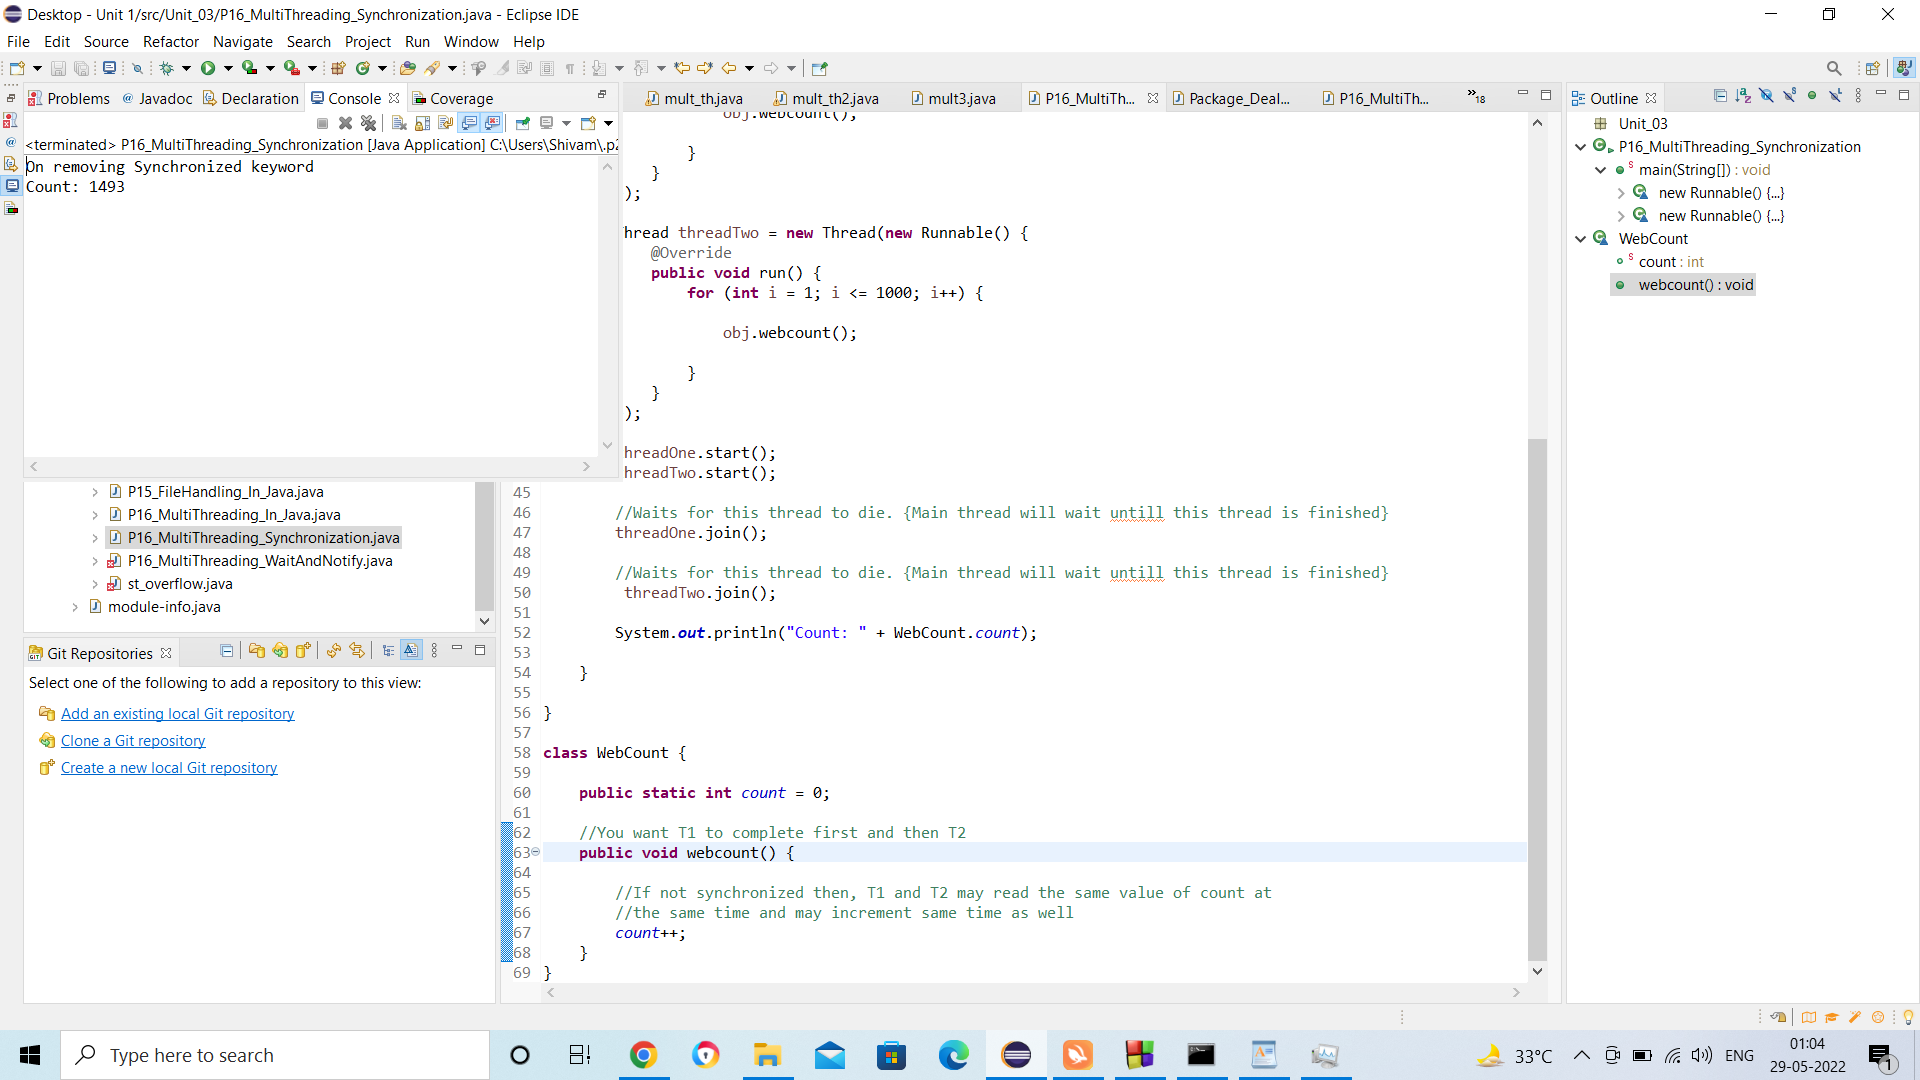 Desktop - Unit 1/src/Unit_03/P16_MultiThreading_Synchronization.java - Eclipse IDE
File Edit Source Refactor Navigate Search Project Run Window Help
Problems Javadoc Declaration Console Coverage
<terminated> P16_MultiThreading_Synchronization [Java Application] C:\Users\Shivam\.p2
On removing Synchronized keyword
Count: 1493
mult_th.java mult_th2.java mult3.java P16_MultiTh... Package_Deal... P16_MultiTh... »18
obj.webcount();
}
}
);
hread threadTwo = new Thread(new Runnable() {
@Override
public void run() {
for (int i = 1; i <= 1000; i++) {
obj.webcount();
}
}
);
hreadOne.start();
hreadTwo.start();
45
46 //Waits for this thread to die. {Main thread will wait untill this thread is finished}
47 threadOne.join();
48
49 //Waits for this thread to die. {Main thread will wait untill this thread is finished}
50 threadTwo.join();
51
52 System.out.println("Count: " + WebCount.count);
53
54 }
55
56 }
57
58 class WebCount {
59
60 public static int count = 0;
61
62 //You want T1 to complete first and then T2
63 public void webcount() {
64
65 //If not synchronized then, T1 and T2 may read the same value of count at
66 //the same time and may increment same time as well
67 count++;
68 }
69 }
P15_FileHandling_In_Java.java
P16_MultiThreading_In_Java.java
P16_MultiThreading_Synchronization.java
P16_MultiThreading_WaitAndNotify.java
st_overflow.java
module-info.java
Git Repositories
Select one of the following to add a repository to this view:
Add an existing local Git repository
Clone a Git repository
Create a new local Git repository
Outline
Unit_03
P16_MultiThreading_Synchronization
main(String[]) : void
new Runnable() {...}
new Runnable() {...}
WebCount
count : int
webcount() : void
Type here to search
33°C
ENG
01:04
29-05-2022
1